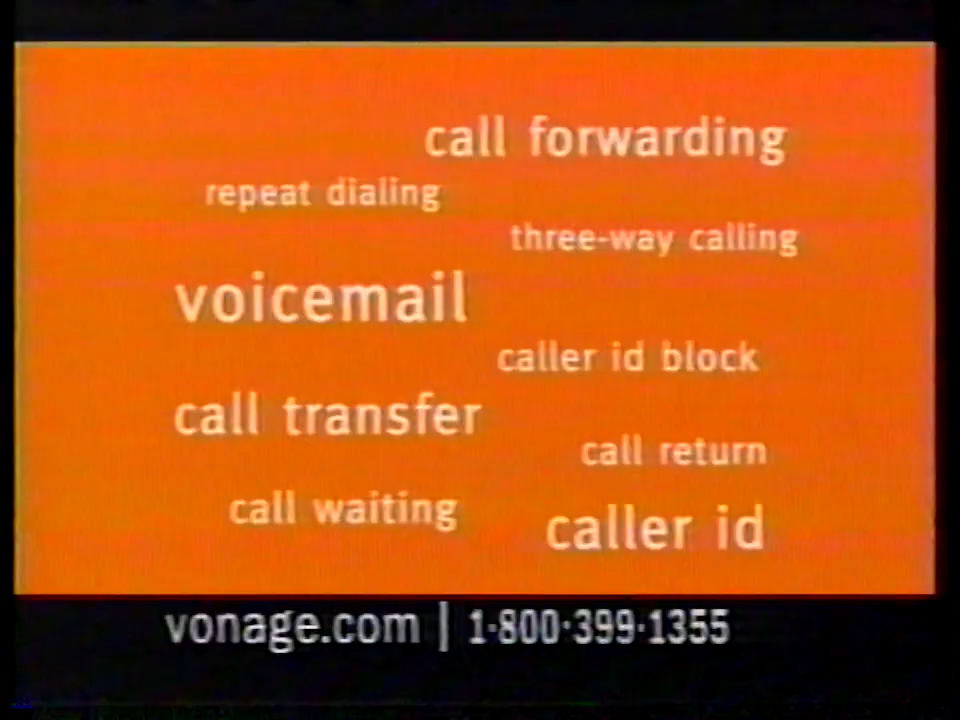 call forwarding
repeat dialing
three-way calling
voicemail
caller id block
call transfer
call return
call waiting
caller id
vonage.com | 1-800-399-1355